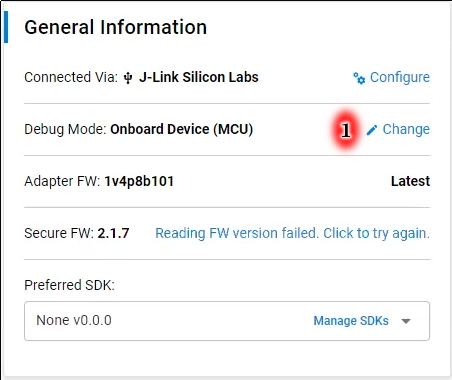 General Information
Connected Via: J-Link Silicon Labs Configure
Debug Mode: Onboard Device (MCU) 1 Change
Adapter FW: 1v4p8b101 Latest
Secure FW: 2.1.7 Reading FW version failed. Click to try again.
Preferred SDK:
None v0.0.0 Manage SDKs